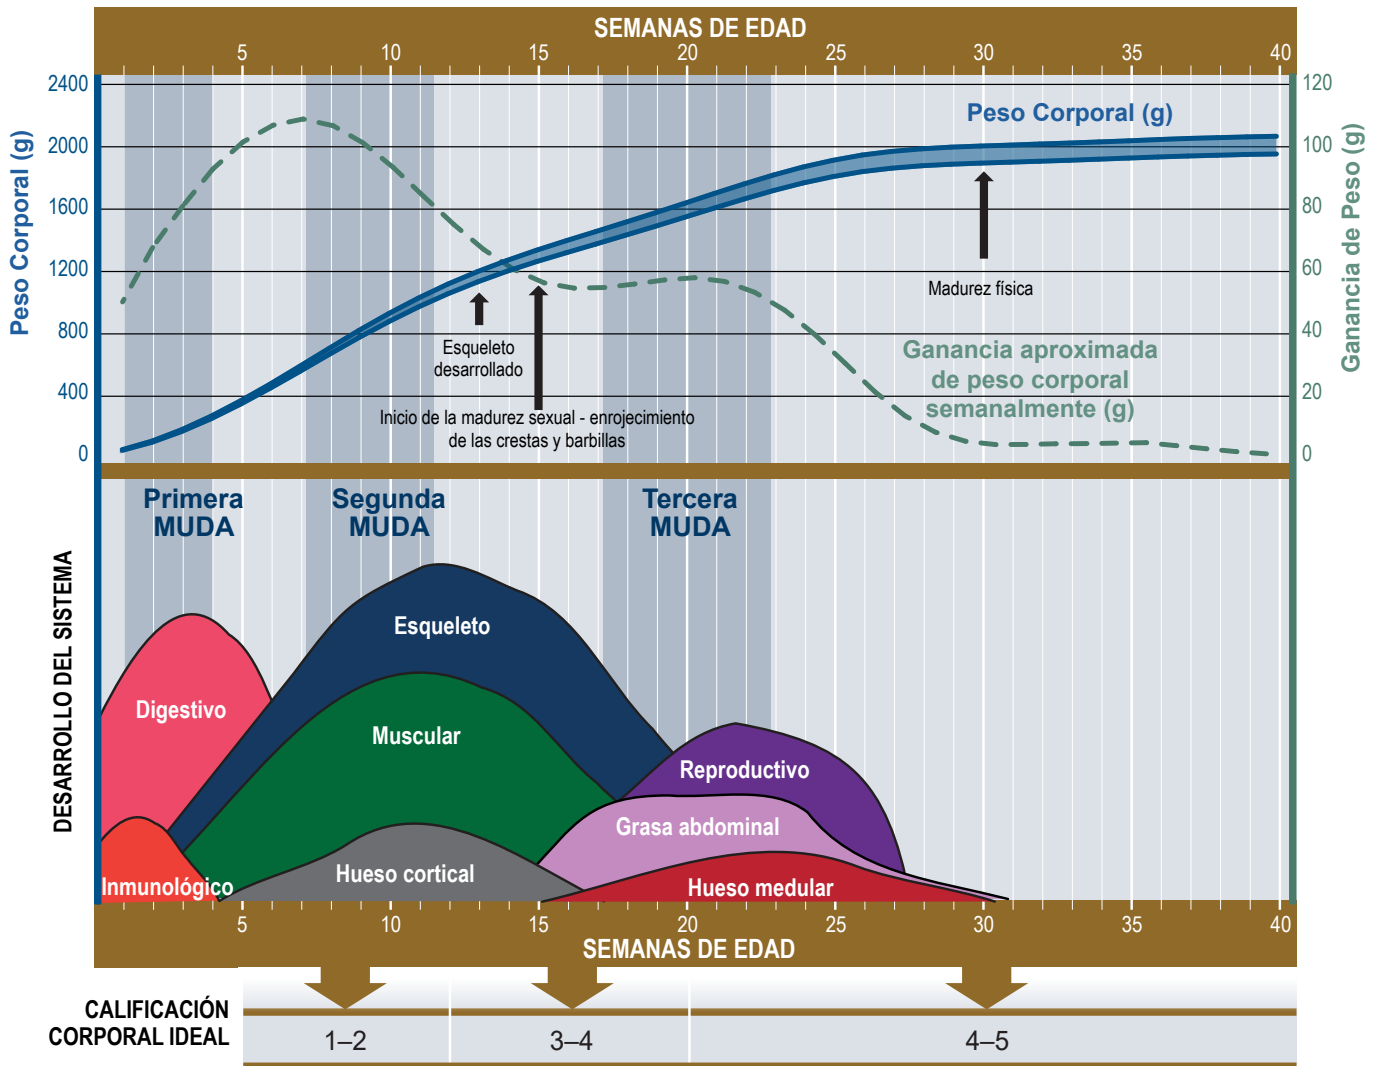 SEMANAS DE EDAD
5 10 15 20 25 30 35 40
2400
2000
1600
1200
800
400
0
Peso Corporal (g)
120
100
80
60
40
20
0
Ganancia de Peso (g)
Peso Corporal (g)
Madurez física
Esqueleto
desarrollado
Ganancia aproximada
de peso corporal
semanalmente (g)
Inicio de la madurez sexual - enrojecimiento
de las crestas y barbillas
Primera
MUDA
Segunda
MUDA
Tercera
MUDA
DESARROLLO DEL SISTEMA
Esqueleto
Digestivo
Muscular
Reproductivo
Grasa abdominal
Hueso cortical
Inmunológico
Hueso medular
5 10 15 20 25 30 35 40
SEMANAS DE EDAD
CALIFICACIÓN
CORPORAL IDEAL
1–2
3–4
4–5